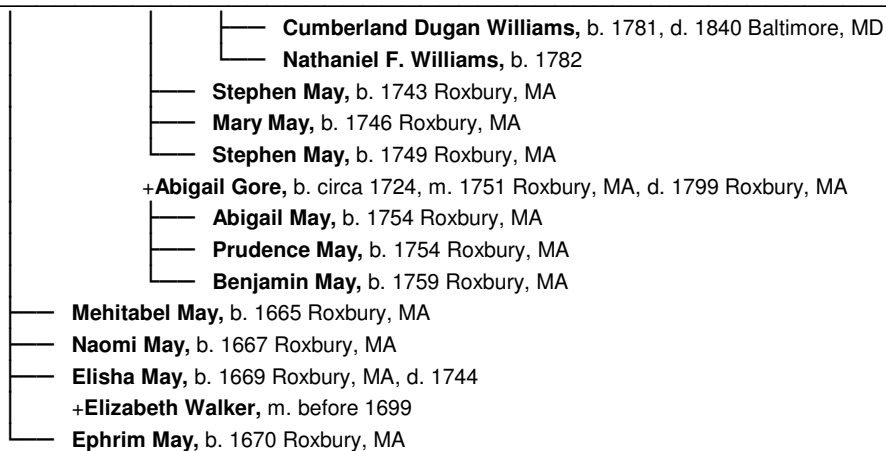 Cumberland Dugan Williams, b. 1781, d. 1840 Baltimore, MD
Nathaniel F. Williams, b. 1782
Stephen May, b. 1743 Roxbury, MA
Mary May, b. 1746 Roxbury, MA
Stephen May, b. 1749 Roxbury, MA
+Abigail Gore, b. circa 1724, m. 1751 Roxbury, MA, d. 1799 Roxbury, MA
Abigail May, b. 1754 Roxbury, MA
Prudence May, b. 1754 Roxbury, MA
Benjamin May, b. 1759 Roxbury, MA
Mehitabel May, b. 1665 Roxbury, MA
Naomi May, b. 1667 Roxbury, MA
Elisha May, b. 1669 Roxbury, MA, d. 1744
+Elizabeth Walker, m. before 1699
Ephrim May, b. 1670 Roxbury, MA